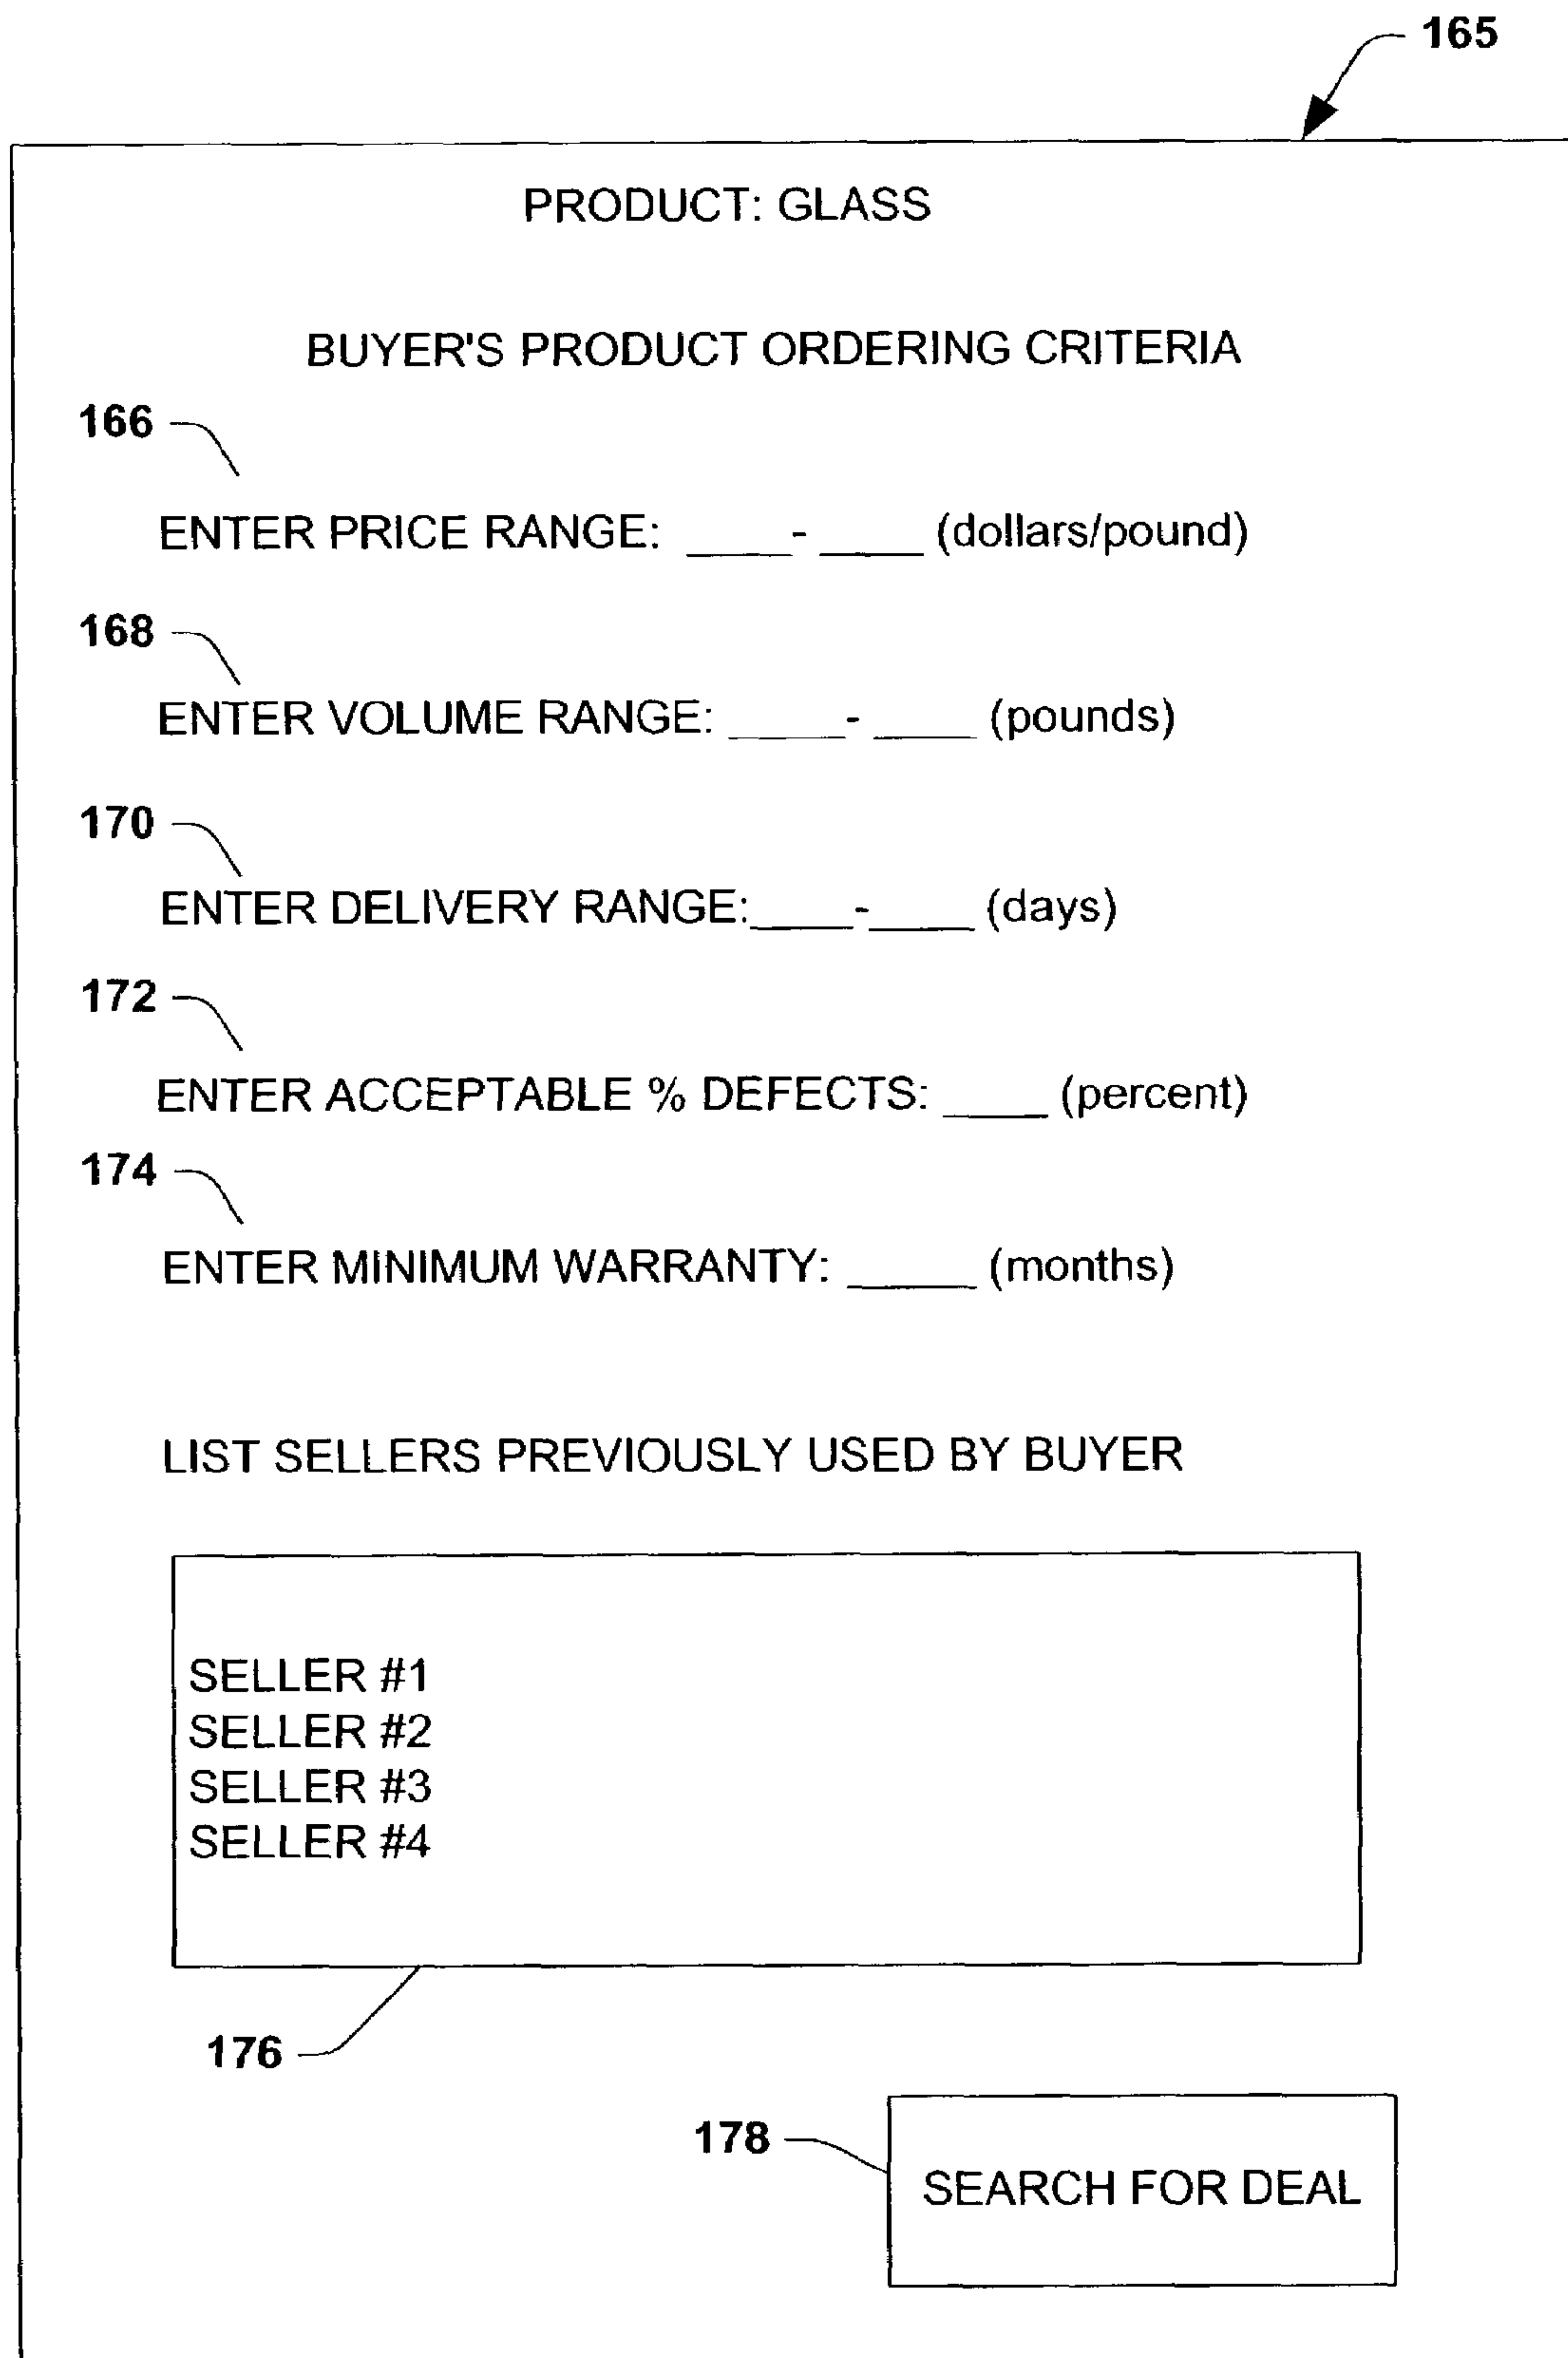 165
PRODUCT: GLASS
BUYER'S PRODUCT ORDERING CRITERIA
166
ENTER PRICE RANGE: ____- ____ (dollars/pound)
168
ENTER VOLUME RANGE: ____- ____ (pounds)
170
ENTER DELIVERY RANGE:____-____ (days)
172
ENTER ACCEPTABLE % DEFECTS: ____ (percent)
174
ENTER MINIMUM WARRANTY: _____ (months)
LIST SELLERS PREVIOUSLY USED BY BUYER
SELLER #1
SELLER #2
SELLER #3
SELLER #4
176
178
SEARCH FOR DEAL